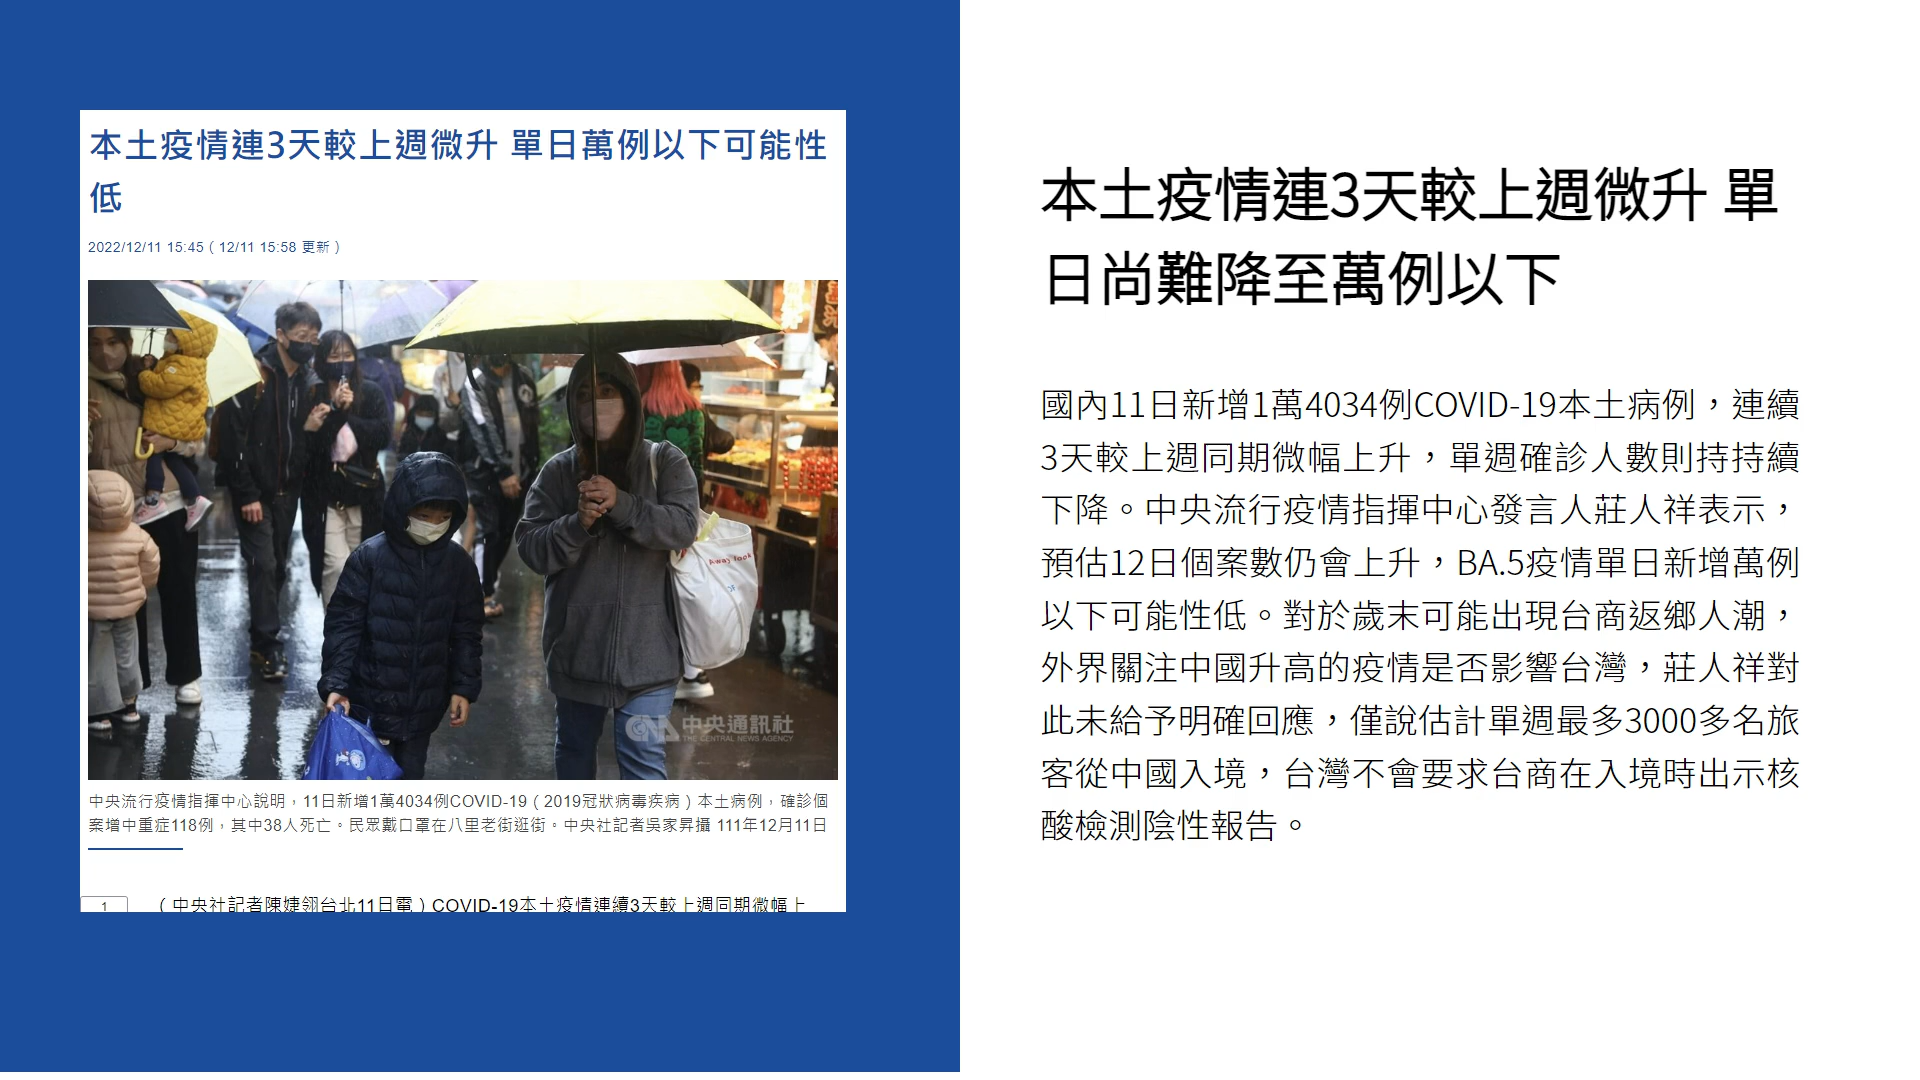 本土疫情連3天較上週微升 單日萬例以下可能性
低
2022/12/11 15:45（12/11 15:58 更新）
Away look
中央通訊社
THE CENTRAL NEWS AGENCY
中央流行疫情指揮中心說明，11日新增1萬4034例COVID-19（2019冠狀病毒疾病）本土病例，確診個
案增中重症118例，其中38人死亡。民眾戴口罩在八里老街逛街。中央社記者吳家昇攝 111年12月11日
1
（中央社記者陳婕翎台北11日電）COVID-19本土疫情連續3天較上週同期微幅上
本土疫情連3天較上週微升 單
日尚難降至萬例以下
國內11日新增1萬4034例COVID-19本土病例，連續
3天較上週同期微幅上升，單週確診人數則持持續
下降。中央流行疫情指揮中心發言人莊人祥表示，
預估12日個案數仍會上升，BA.5疫情單日新增萬例
以下可能性低。對於歲末可能出現台商返鄉人潮，
外界關注中國升高的疫情是否影響台灣，莊人祥對
此未給予明確回應，僅說估計單週最多3000多名旅
客從中國入境，台灣不會要求台商在入境時出示核
酸檢測陰性報告。